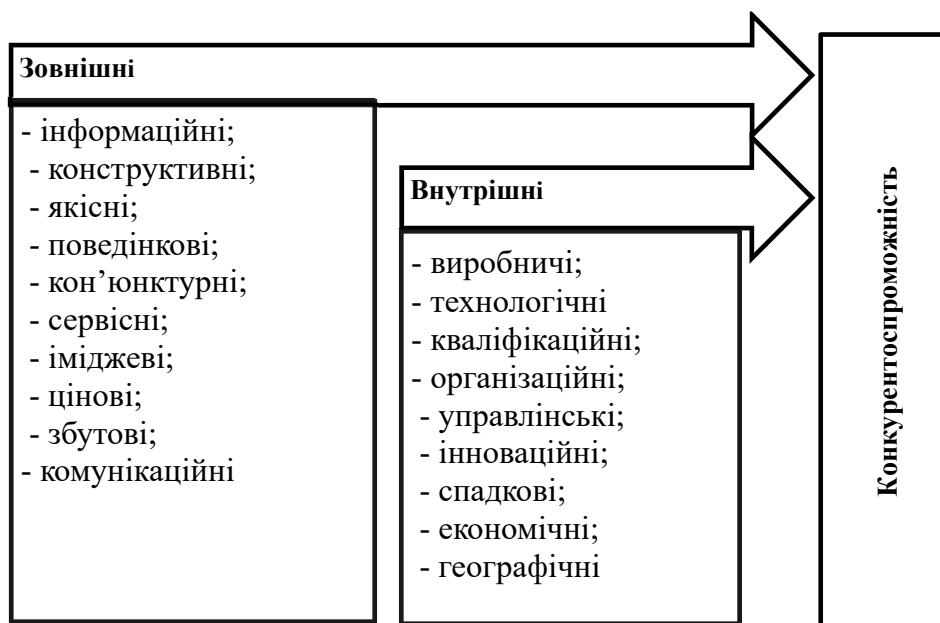 Зовнішні
- інформаційні;
- конструктивні;
- якісні;
- поведінкові;
- кон’юнктурні;
- сервісні;
- іміджеві;
- цінові;
- збутові;
- комунікаційні
Внутрішні
- виробничі;
- технологічні
- кваліфікаційні;
- організаційні;
- управлінські;
- інноваційні;
- спадкові;
- економічні;
- географічні
Конкурентоспроможність